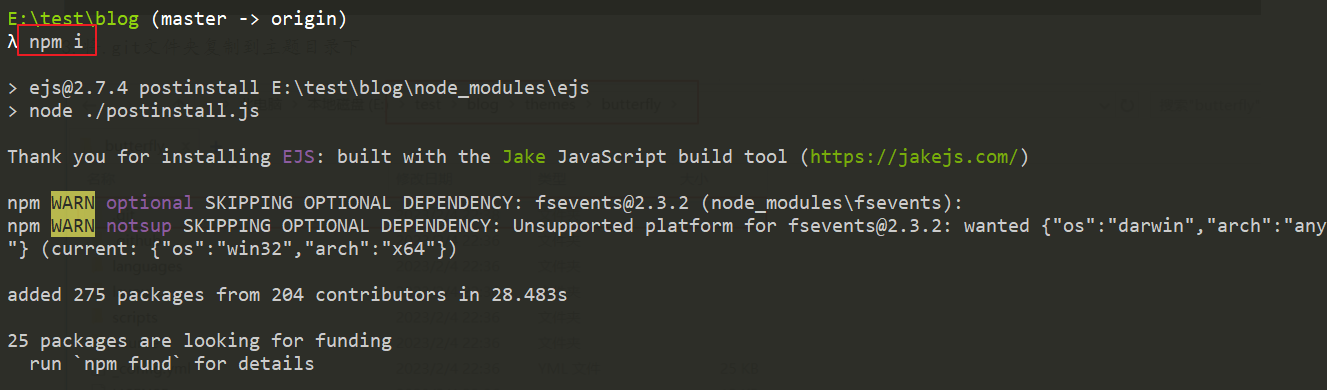 E:\test\blog (master -> origin)
λ npm i
> ejs@2.7.4 postinstall E:\test\blog\node_modules\ejs
> node ./postinstall.js
Thank you for installing EJS: built with the Jake JavaScript build tool (https://jakejs.com/)
npm WARN optional SKIPPING OPTIONAL DEPENDENCY: fsevents@2.3.2 (node_modules\fsevents):
npm WARN notsup SKIPPING OPTIONAL DEPENDENCY: Unsupported platform for fsevents@2.3.2: wanted {"os":"darwin","arch":"any
"} (current: {"os":"win32","arch":"x64"})
languages
added 275 packages from 204 contributors in 28.483s
scripts
25 packages are looking for funding
run `npm fund` for details